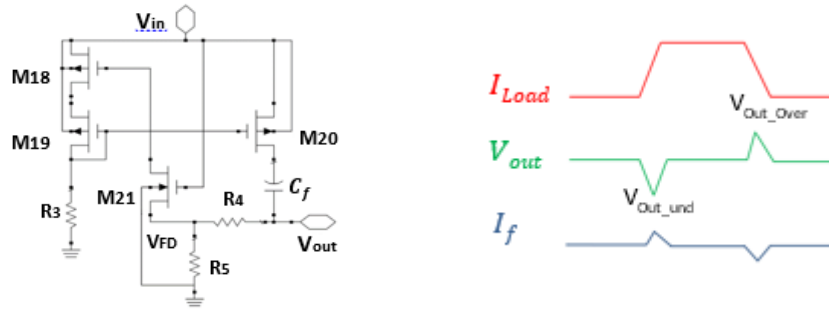 Vin
M18
M19
M20
M21
Cf
R3
R4
VFD
Vout
R5
ILoad
VOut_Over
Vout
VOut_und
If